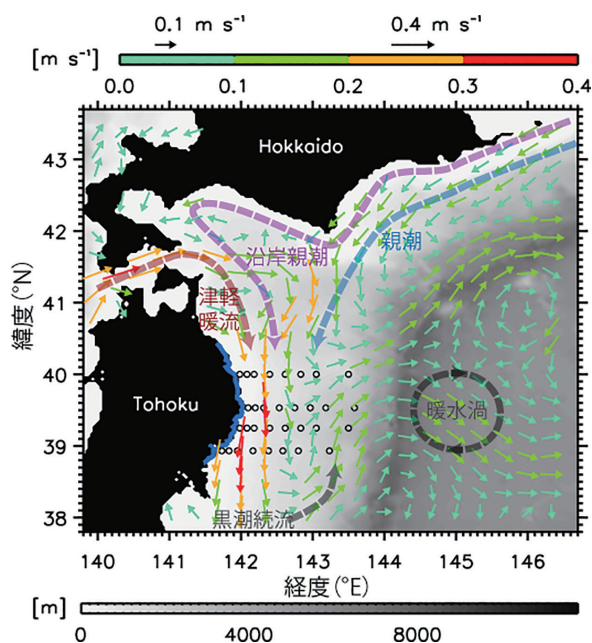 0.1 m s⁻¹
0.4 m s⁻¹
[m s⁻¹]
0.0 0.1 0.2 0.3 0.4
Hokkaido
43
42
沿岸親潮
親潮
41
津軽
暖流
緯度(°N)
40
Tohoku
暖水渦
39
黒潮続流
38
140 141 142 143 144 145 146
経度(°E)
[m]
0 4000 8000